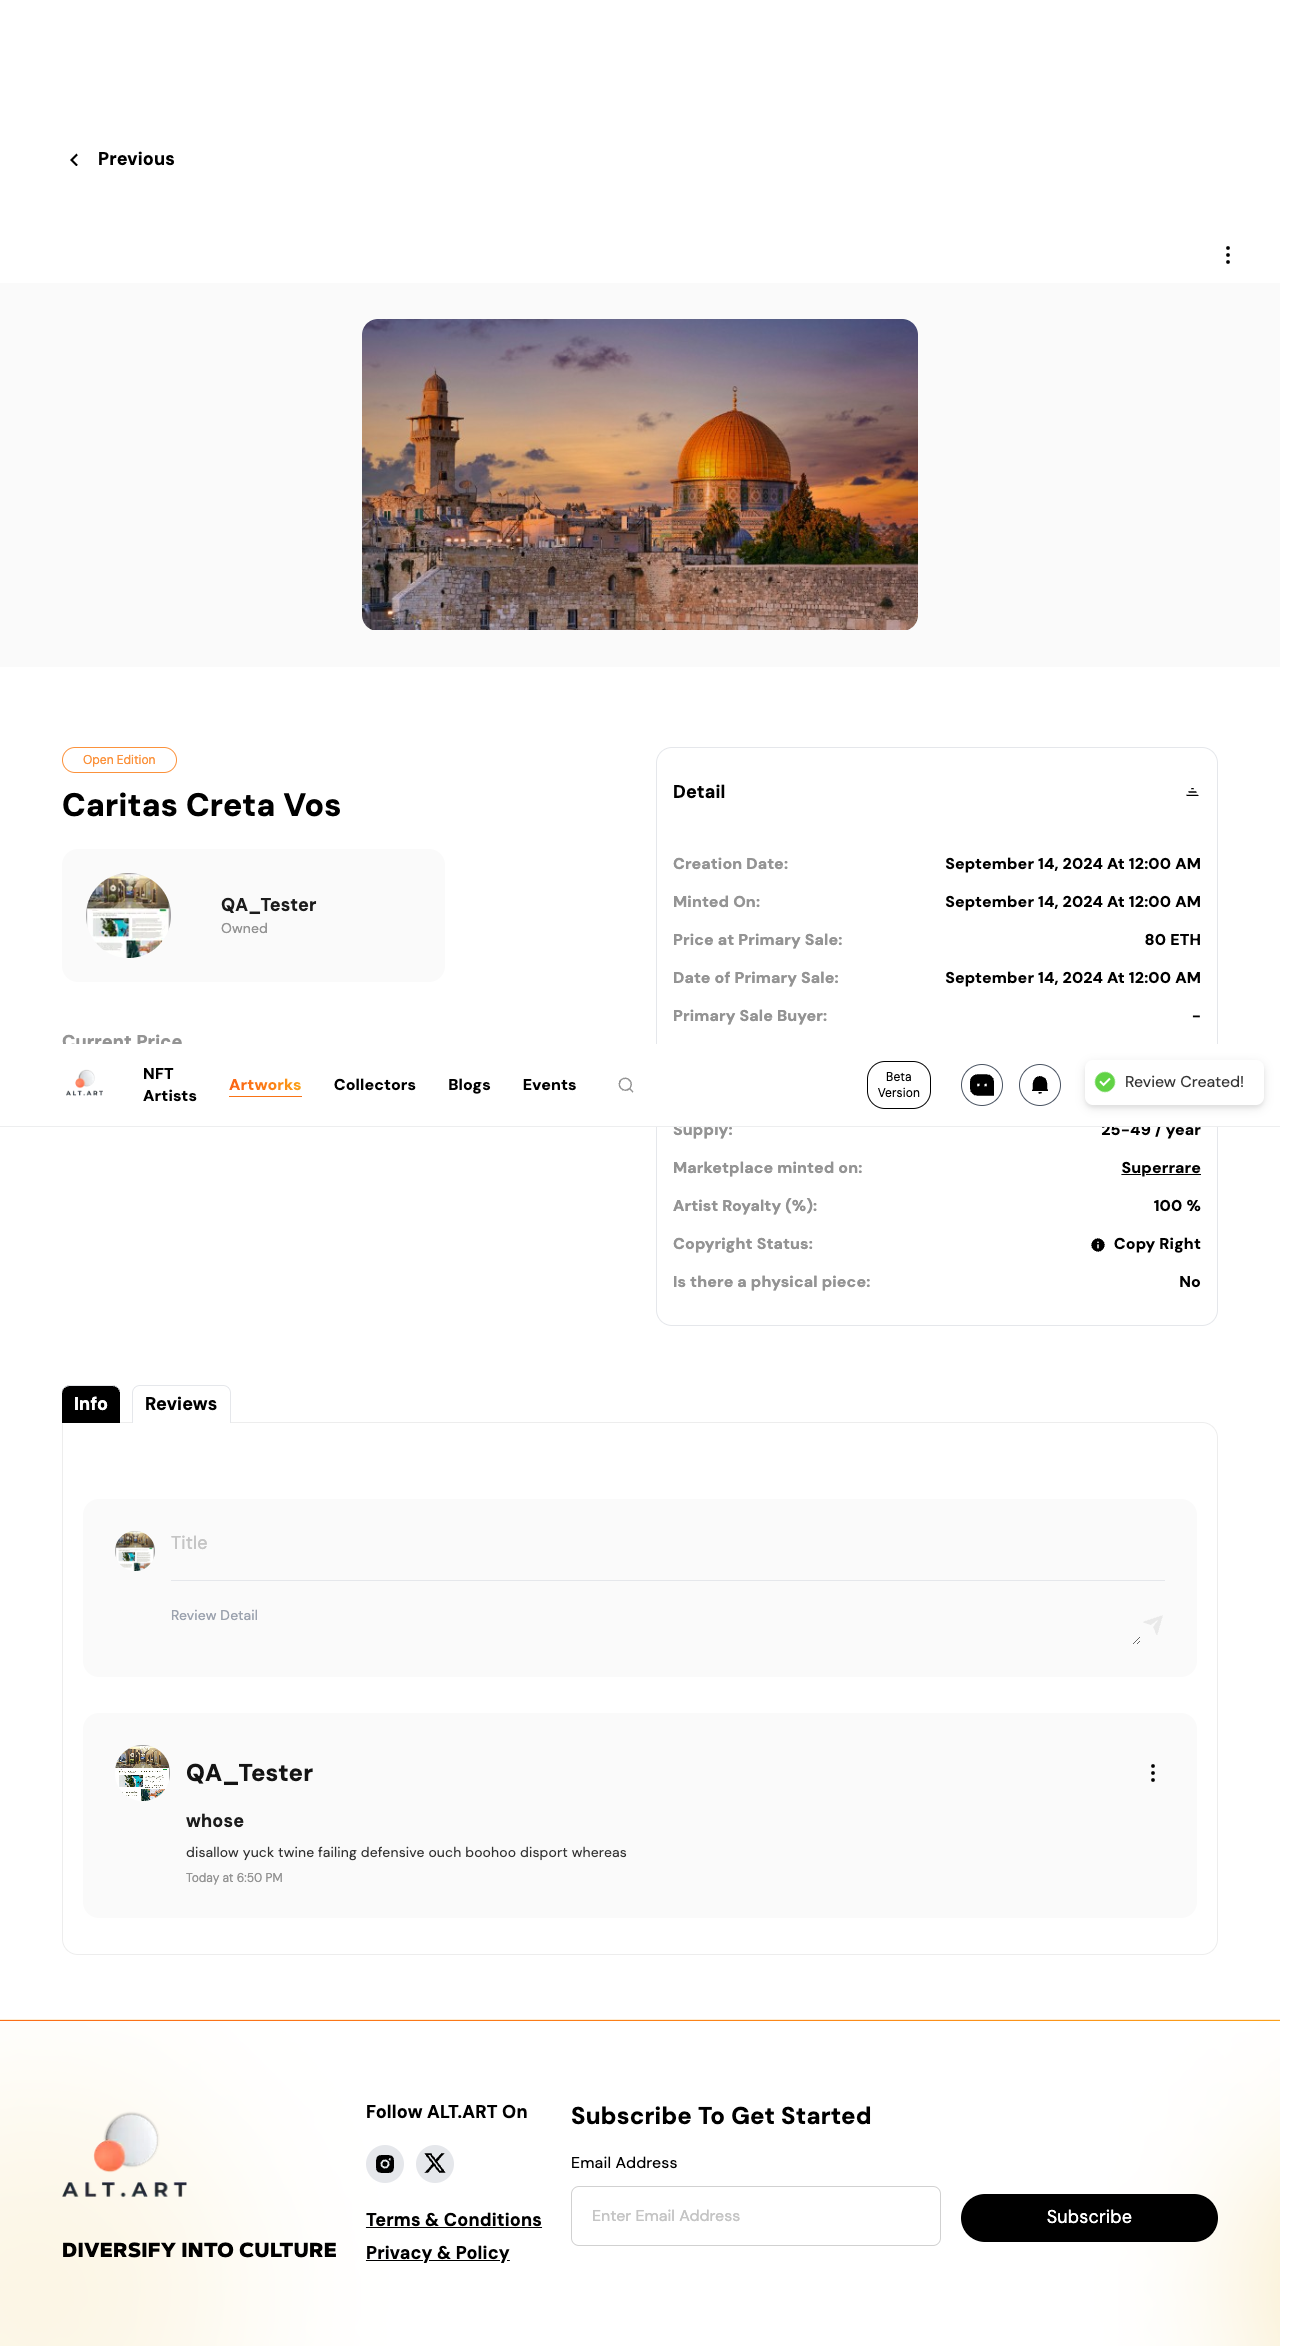 Previous
Open Edition
Caritas Creta Vos
QA_Tester
Owned
Current Price
Detail
Creation Date: September 14, 2024 At 12:00 AM
Minted On: September 14, 2024 At 12:00 AM
Price at Primary Sale: 80 ETH
Date of Primary Sale: September 14, 2024 At 12:00 AM
Primary Sale Buyer: -
ALT.ART
NFT
Artists
Artworks
Collectors
Blogs
Events
Beta
Version
Review Created!
Supply: 25-49 / year
Marketplace minted on: Superrare
Artist Royalty (%): 100 %
Copyright Status: Copy Right
Is there a physical piece: No
Info
Reviews
Title
Review Detail
QA_Tester
whose
disallow yuck twine failing defensive ouch boohoo disport whereas
Today at 6:50 PM
ALT.ART
DIVERSIFY INTO CULTURE
Follow ALT.ART On
Terms & Conditions
Privacy & Policy
Subscribe To Get Started
Email Address
Enter Email Address
Subscribe